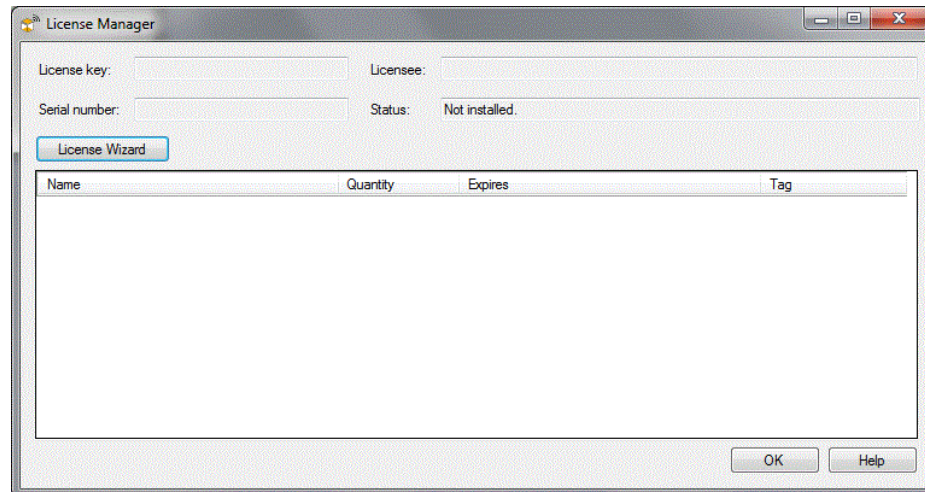 License Manager
License key: Licensee:
Serial number: Status: Not installed.
License Wizard
Name Quantity Expires Tag
OK Help